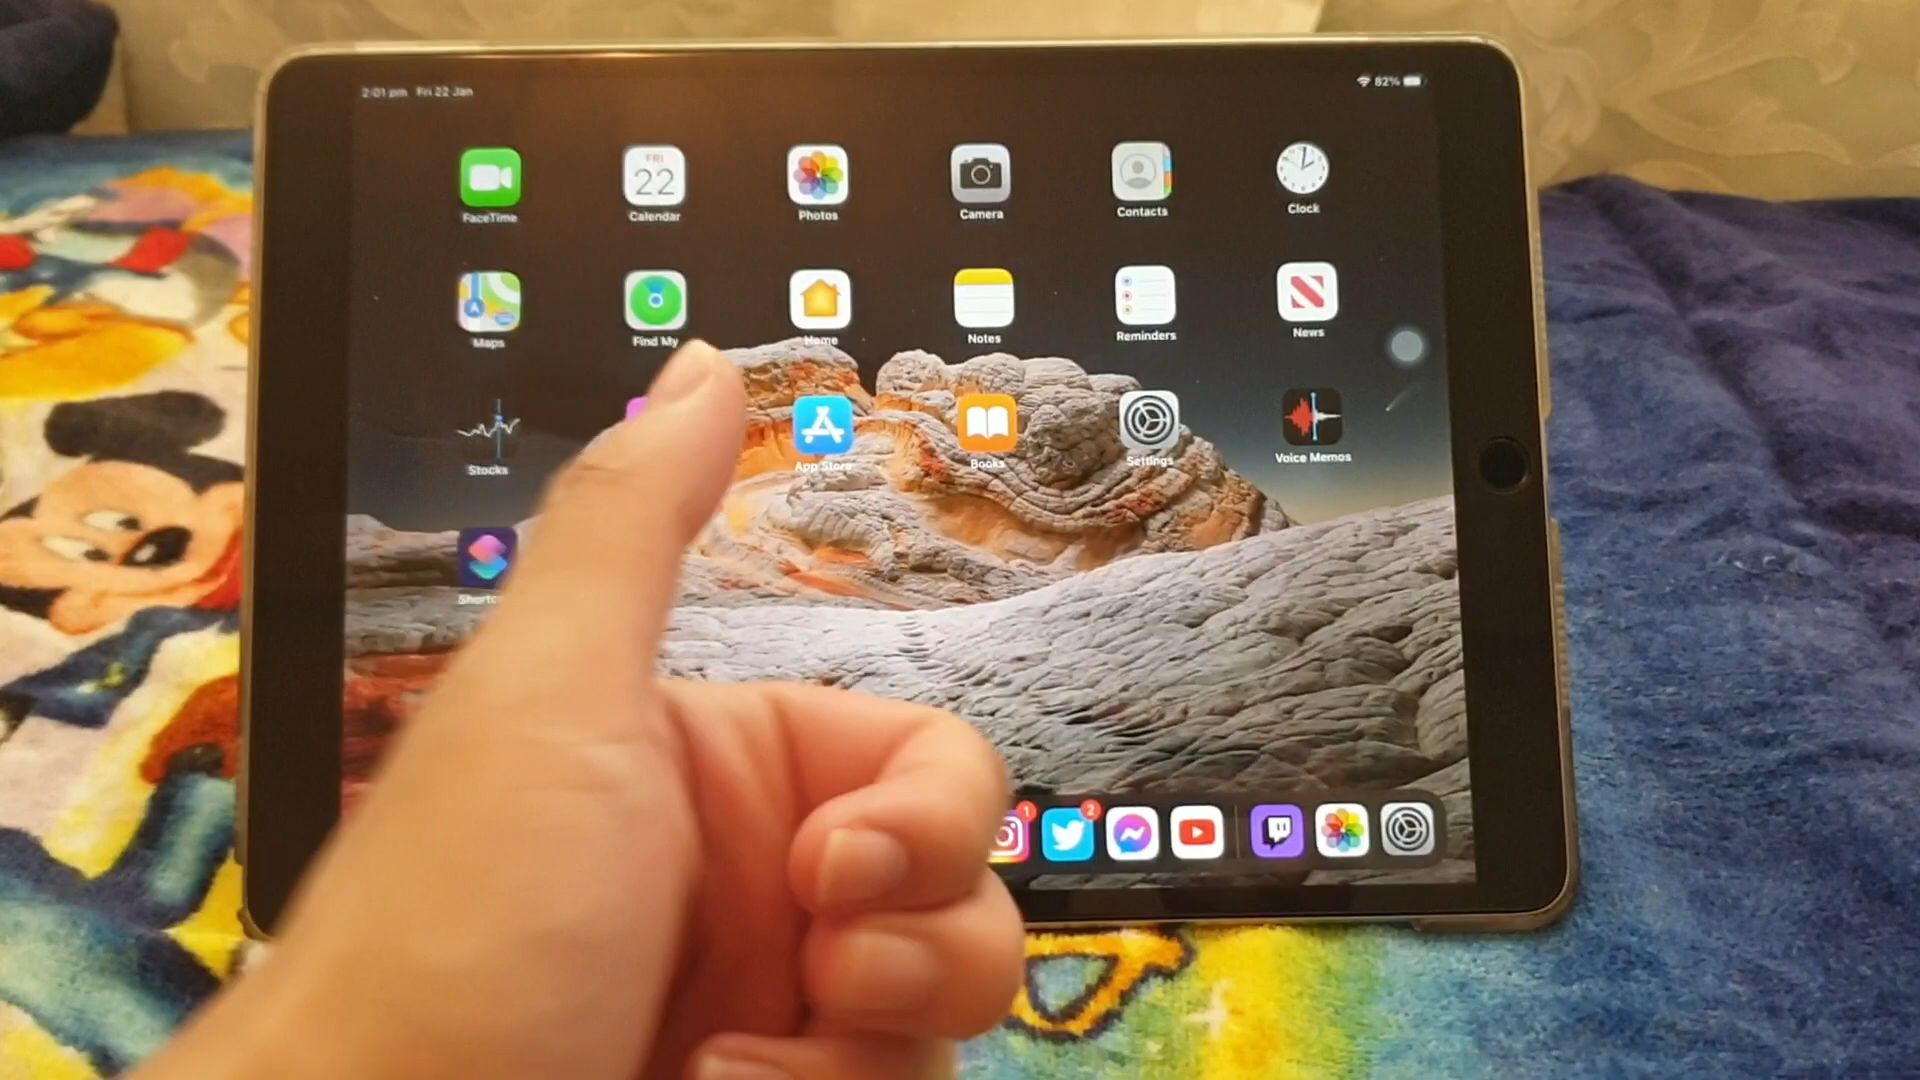 2:01 pm Fri 22 Jan
82%
FRI
22
FaceTime
Calendar
Photos
Camera
Contacts
Clock
Maps
Find My
Home
Notes
Reminders
News
Stocks
App Store
Books
Settings
Voice Memos
Shortc
1
2